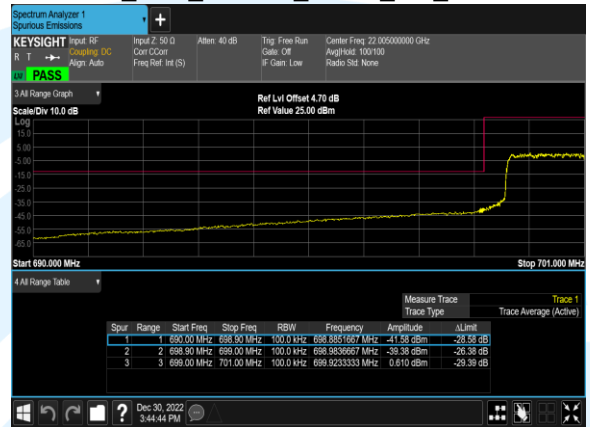 Spectrum Analyzer 1
Spurious Emissions
+
KEYSIGHT Input: RF Input Z: 50 Ω Atten: 40 dB Trig: Free Run Center Freq: 22.005000000 GHz
R T Coupling: DC Corr CCorr Gate: Off Avg|Hold: 100/100
Align: Auto Freq Ref: Int (S) IF Gain: Low Radio Std: None
PASS
3 All Range Graph
Ref Lvl Offset 4.70 dB
Scale/Div 10.0 dB Ref Value 25.00 dBm
Log
15.0
5.00
-5.00
-15.0
-25.0
-35.0
-45.0
-55.0
-65.0
Start 690.000 MHz Stop 701.000 MHz
4 All Range Table
Measure Trace Trace 1
Trace Type Trace Average (Active)
Spur Range Start Freq Stop Freq RBW Frequency Amplitude ΔLimit
1 1 690.00 MHz 698.90 MHz 100.0 kHz 698.8851667 MHz -41.58 dBm -28.58 dB
2 2 698.90 MHz 699.00 MHz 100.0 kHz 698.9836667 MHz -39.38 dBm -26.38 dB
3 3 699.00 MHz 701.00 MHz 100.0 kHz 699.9233333 MHz 0.610 dBm -29.39 dB
? Dec 30, 2022
3:44:44 PM